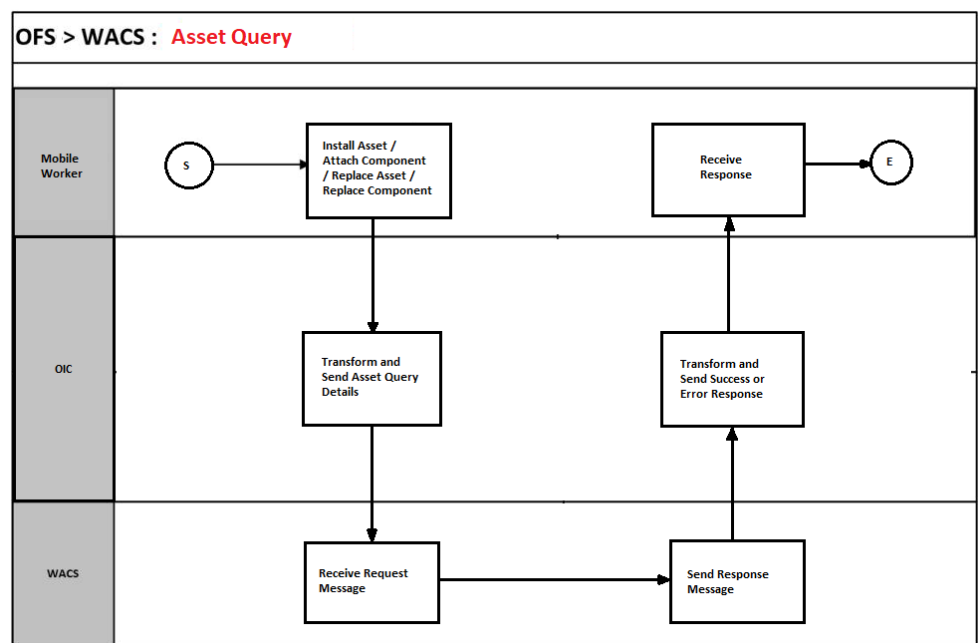 OFS > WACS : Asset Query
Mobile
Worker
S
Install Asset /
Attach Component
/ Replace Asset /
Replace Component
Receive
Response
E
OIC
Transform and
Send Asset Query
Details
Transform and
Send Success or
Error Response
WACS
Receive Request
Message
Send Response
Message